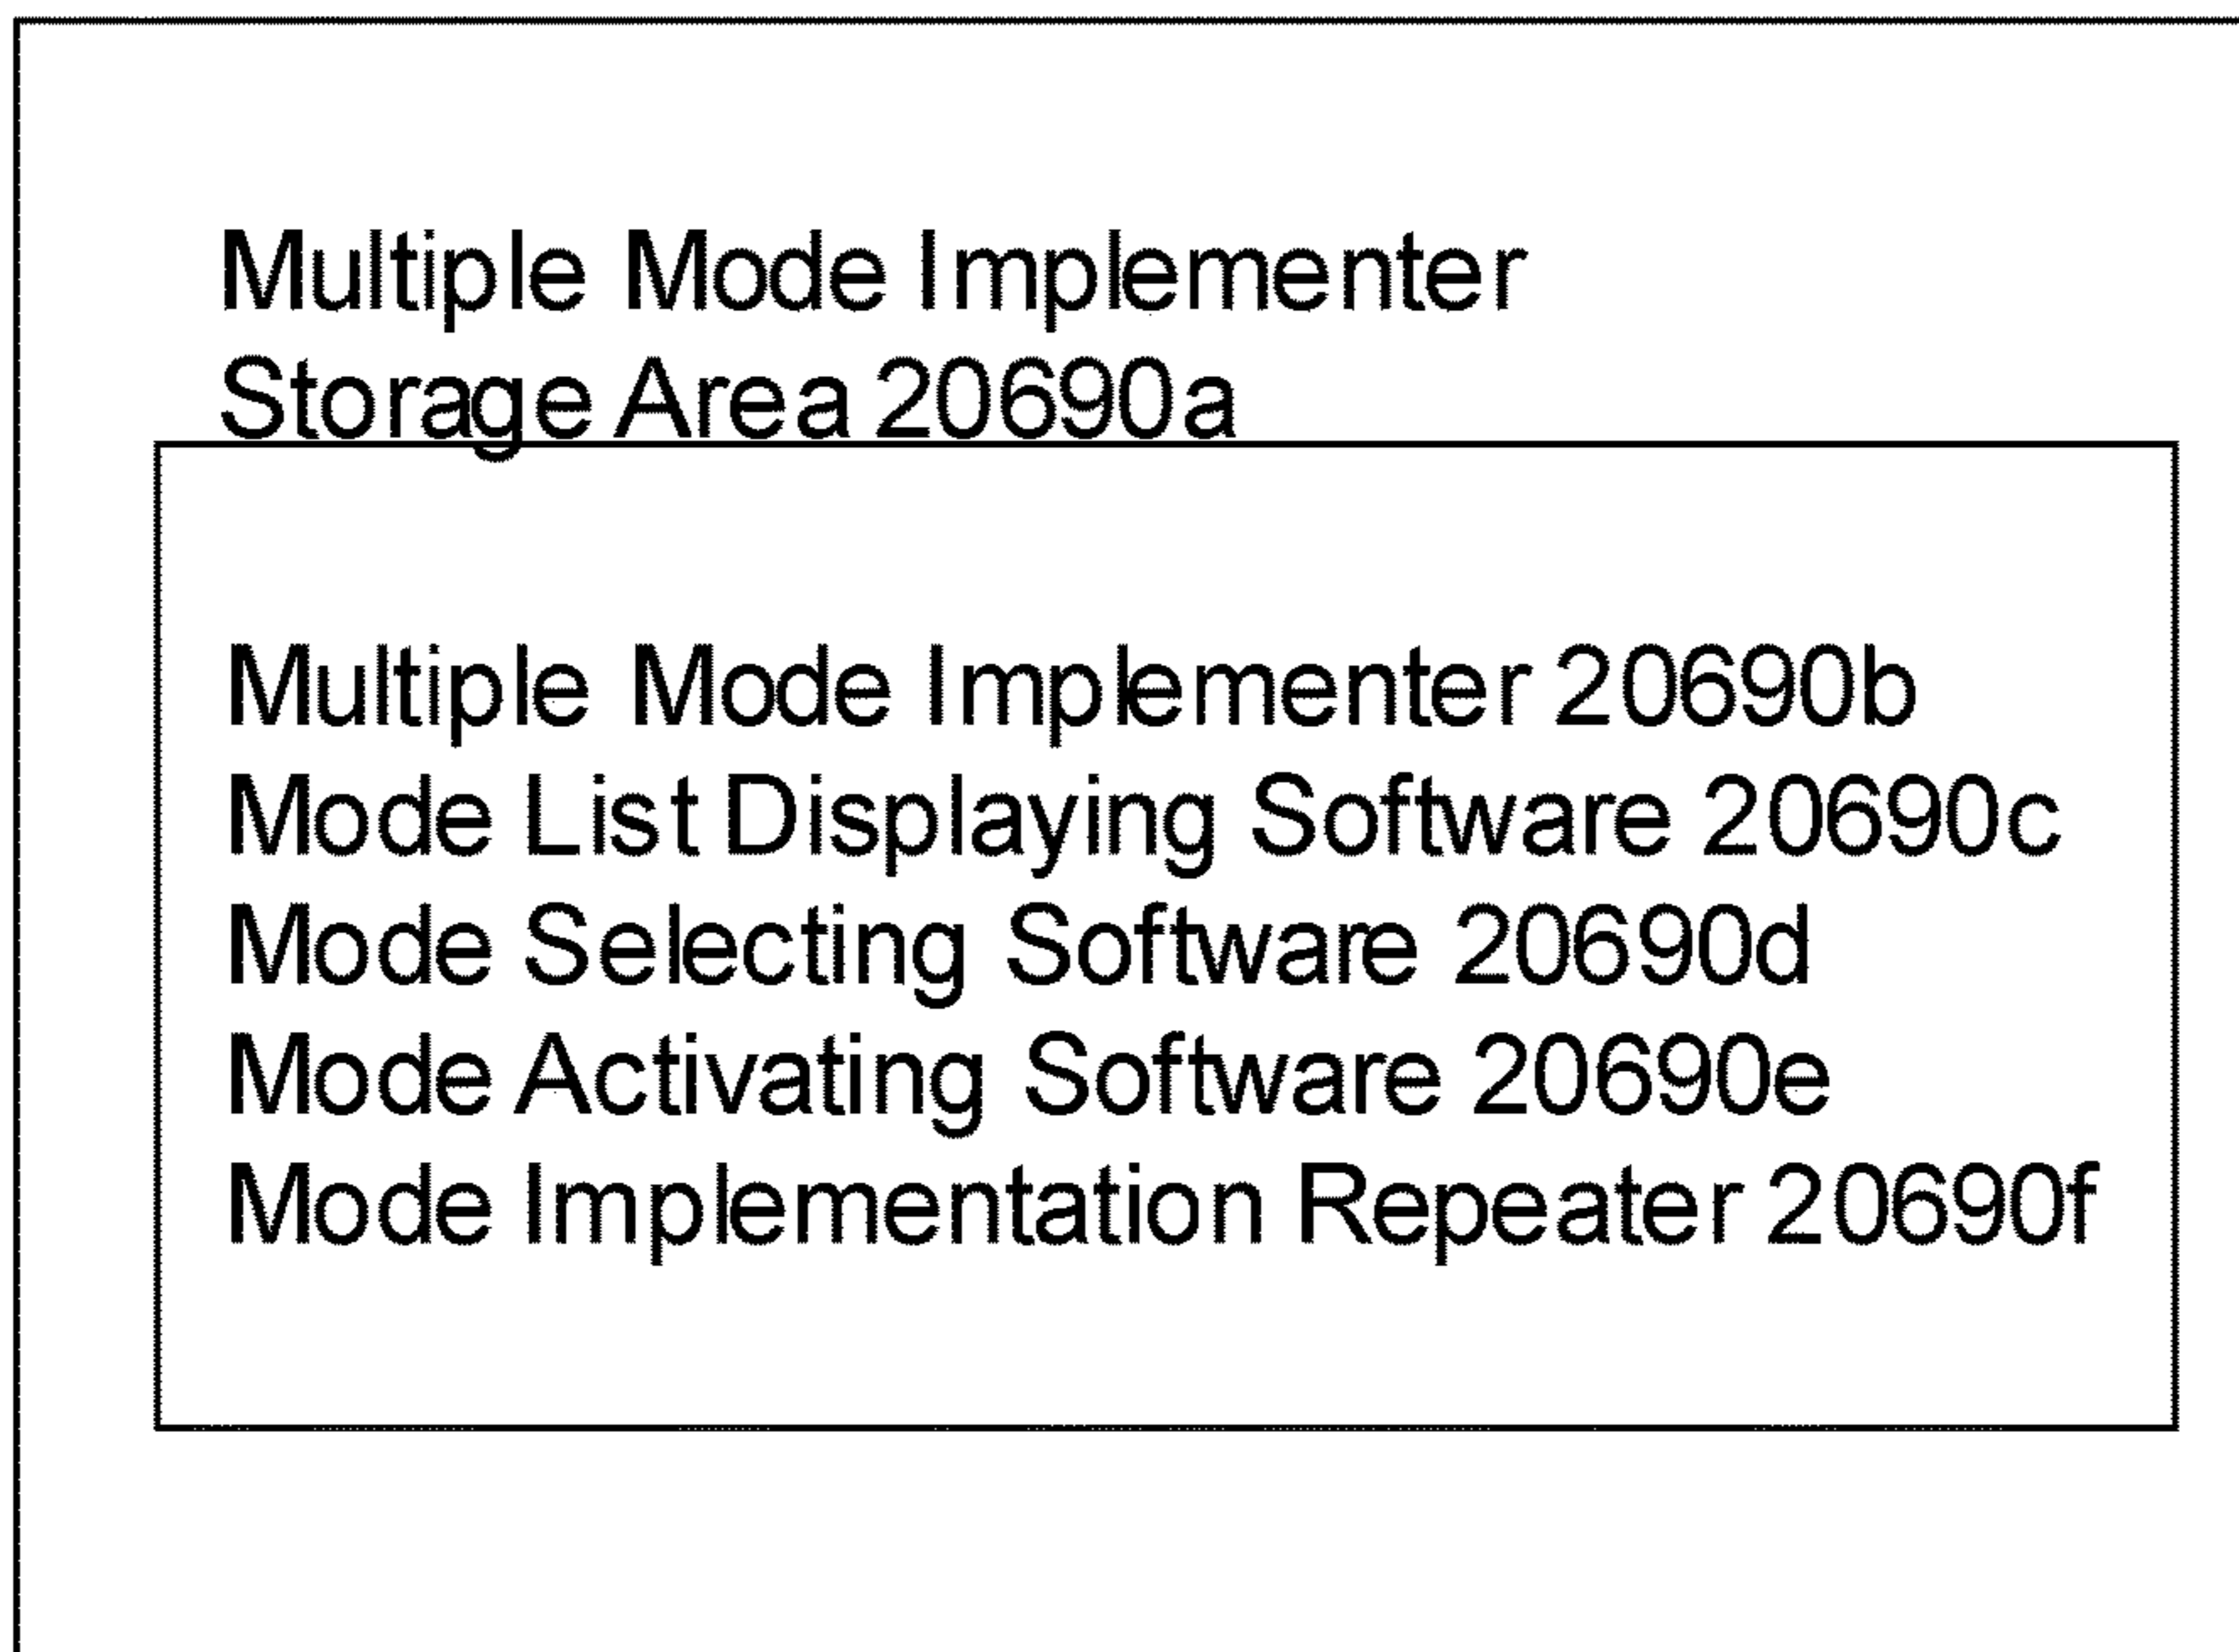 Multiple Mode Implementer
Storage Area 20690a
Multiple Mode Implementer 20690b
Mode List Displaying Software 20690c
Mode Selecting Software 20690d
Mode Activating Software 20690e
Mode Implementation Repeater 20690f